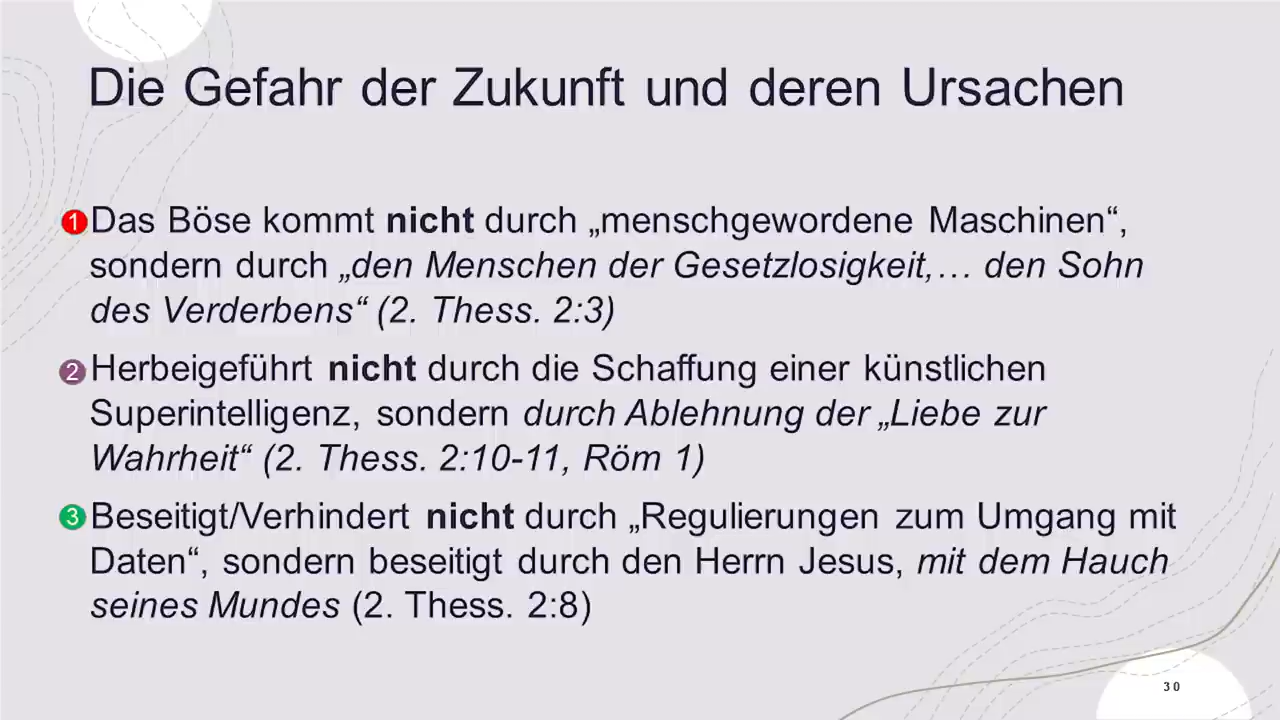 Die Gefahr der Zukunft und deren Ursachen
1 Das Böse kommt nicht durch „menschgewordene Maschinen“,
sondern durch „den Menschen der Gesetzlosigkeit,… den Sohn
des Verderbens“ (2. Thess. 2:3)
2 Herbeigeführt nicht durch die Schaffung einer künstlichen
Superintelligenz, sondern durch Ablehnung der „Liebe zur
Wahrheit“ (2. Thess. 2:10-11, Röm 1)
3 Beseitigt/Verhindert nicht durch „Regulierungen zum Umgang mit
Daten“, sondern beseitigt durch den Herrn Jesus, mit dem Hauch
seines Mundes (2. Thess. 2:8)
30